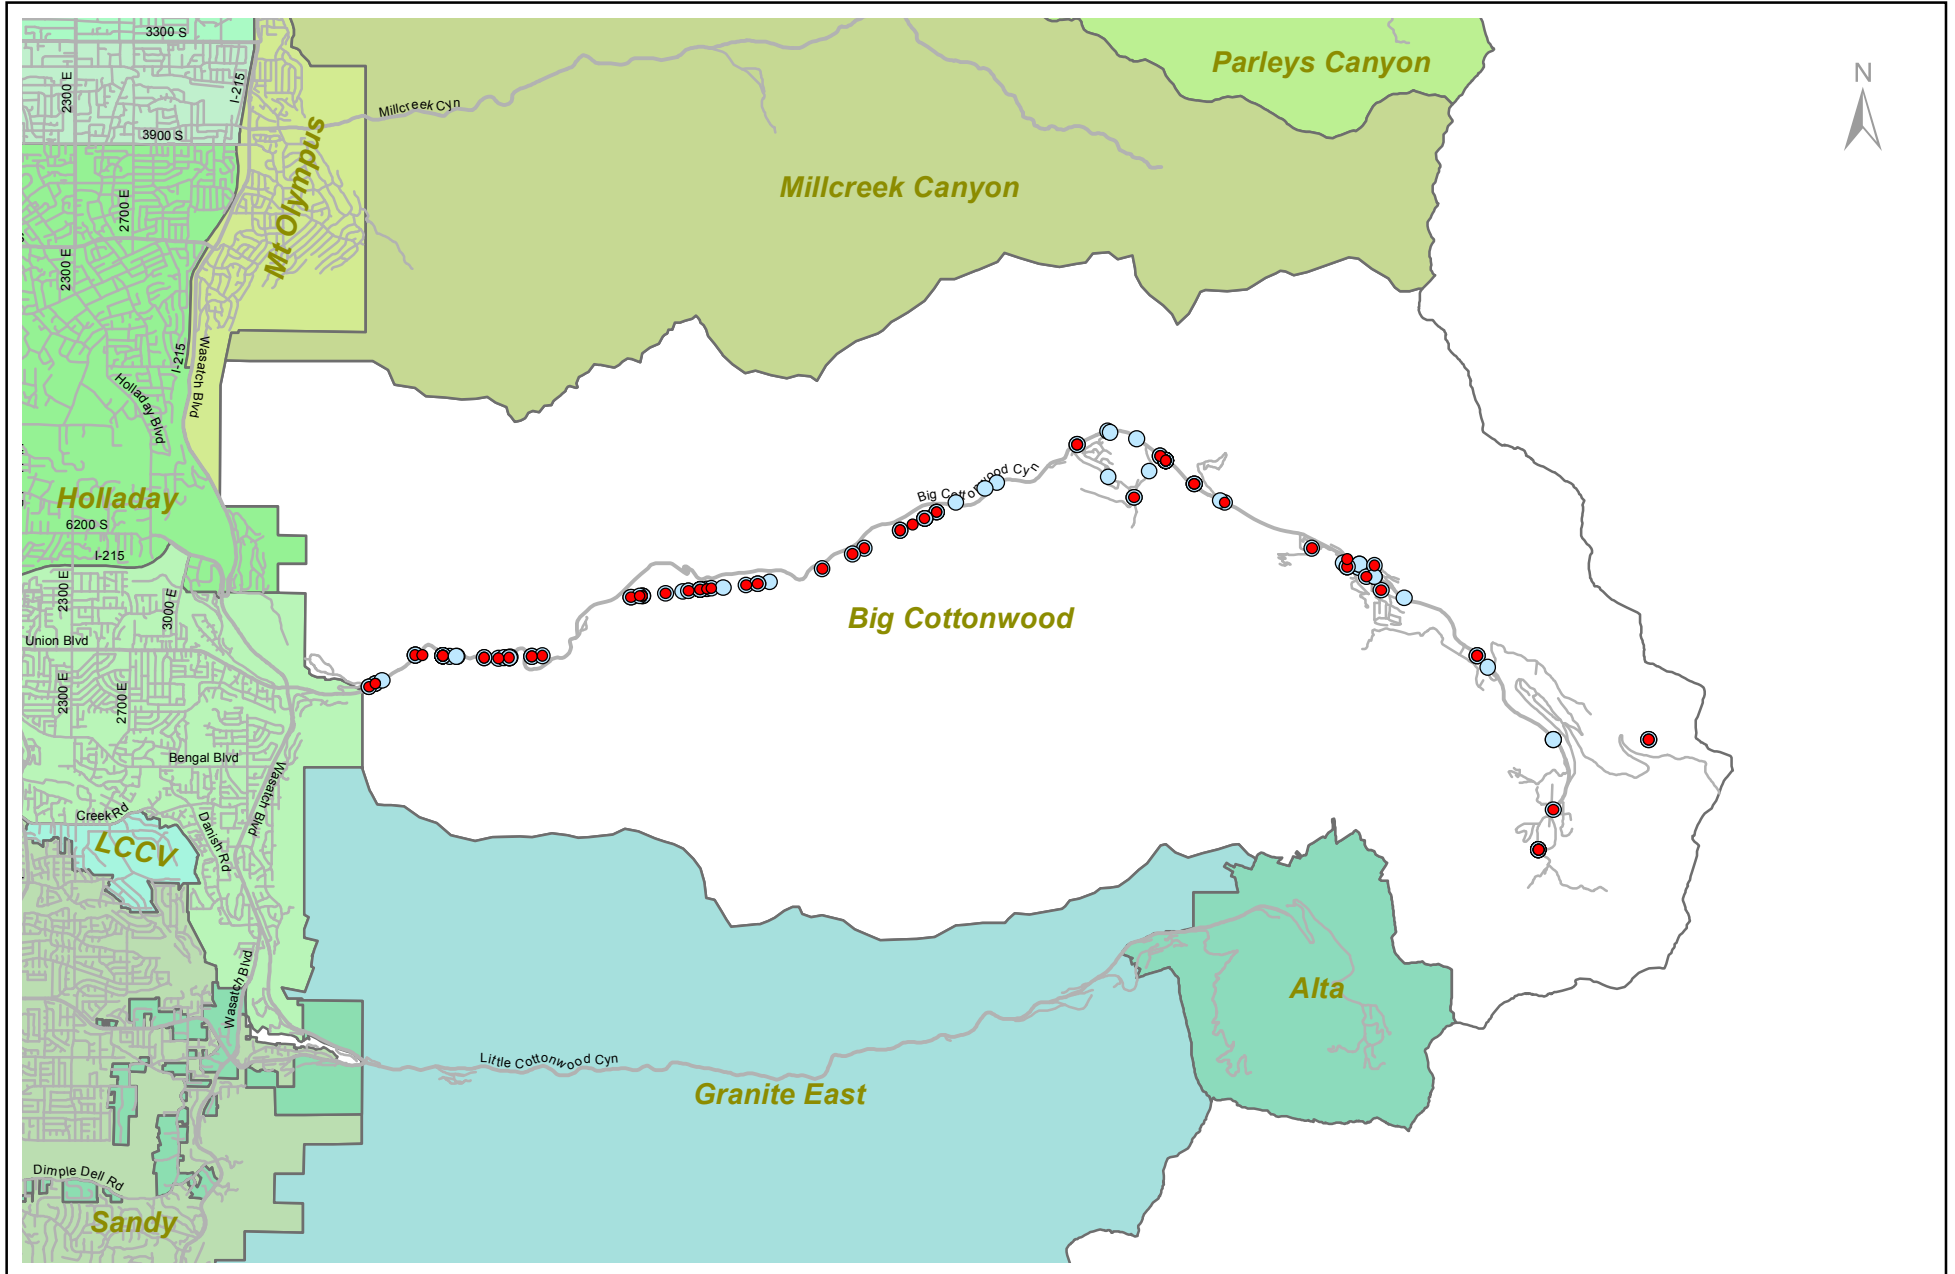 3300 S
Parleys Canyon
N
2300 E
I-215
Millcreek Cyn
3900 S
Mt Olympus
Millcreek Canyon
2700 E
2300 E
I-215
Wasatch Blvd
Holladay Blvd
Big Cottonwood Cyn
Holladay
6200 S
I-215
2300 E
3000 E
Big Cottonwood
Union Blvd
2300 E
2700 E
Bengal Blvd
Wasatch Blvd
Creek Rd
Danish Rd
LCCV
Wasatch Blvd
Alta
Little Cottonwood Cyn
Granite East
Dimple Dell Rd
Sandy